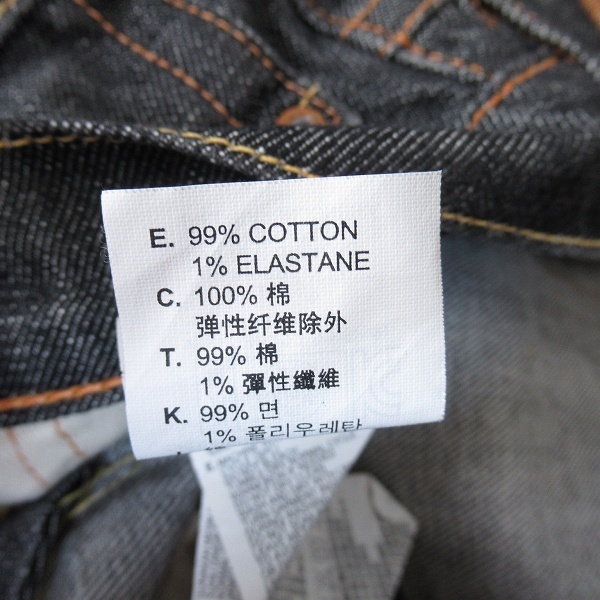 E. 99% COTTON
1% ELASTANE
C. 100% 棉
弹性纤维除外
T. 99% 棉
1% 彈性纖維
K. 99% 면
1% 폴리우레탄